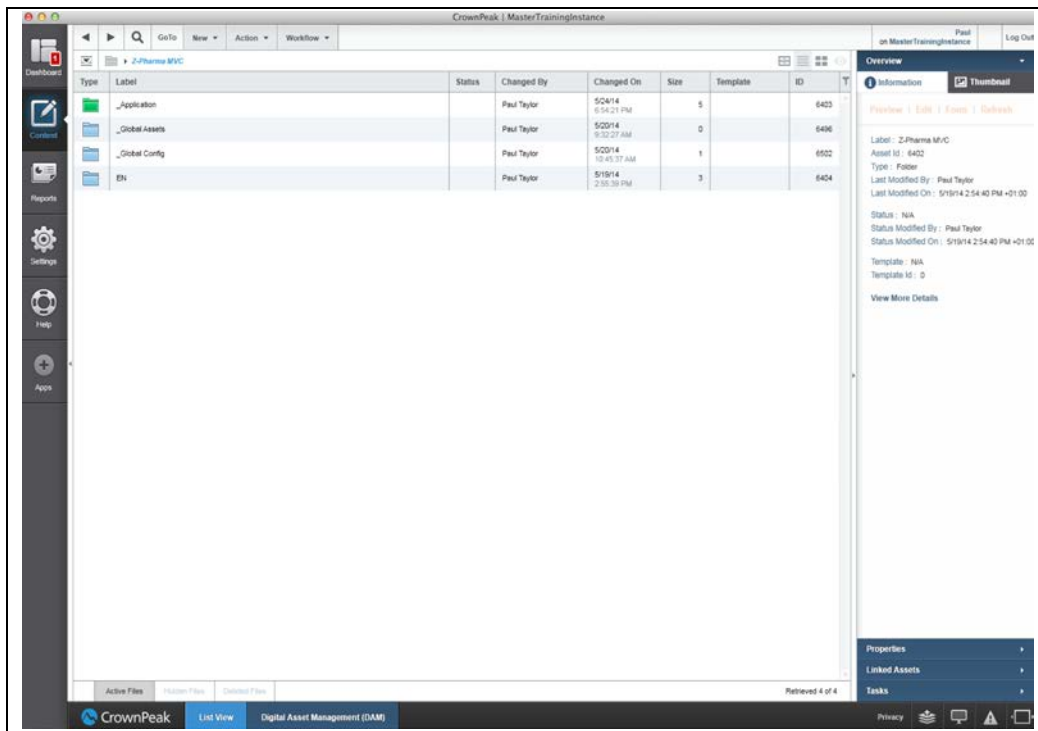 CrownPeak | MasterTrainingInstance
GoTo New Action Workflow
Paul
on MasterTrainingInstance
Log Out
1
Dashboard
Content
Reports
Settings
Help
Apps
Z-Pharma MVC
Type Label Status Changed By Changed On Size Template ID
_Application Paul Taylor 5/24/14 6:54:21 PM 5 6403
_Global Assets Paul Taylor 5/20/14 9:32:27 AM 0 6496
_Global Config Paul Taylor 5/20/14 10:45:37 AM 1 6502
EN Paul Taylor 5/19/14 2:55:39 PM 3 6404
Overview
Information Thumbnail
Preview | Edit | Form | Refresh
Label : Z-Pharma MVC
Asset Id : 6402
Type : Folder
Last Modified By : Paul Taylor
Last Modified On : 5/19/14 2:54:40 PM +01:00
Status : N/A
Status Modified By : Paul Taylor
Status Modified On : 5/19/14 2:54:40 PM +01:00
Template : N/A
Template Id : 0
View More Details
Properties
Linked Assets
Tasks
Active Files Hidden Files Deleted Files
Retrieved 4 of 4
CrownPeak List View Digital Asset Management (DAM)
Privacy